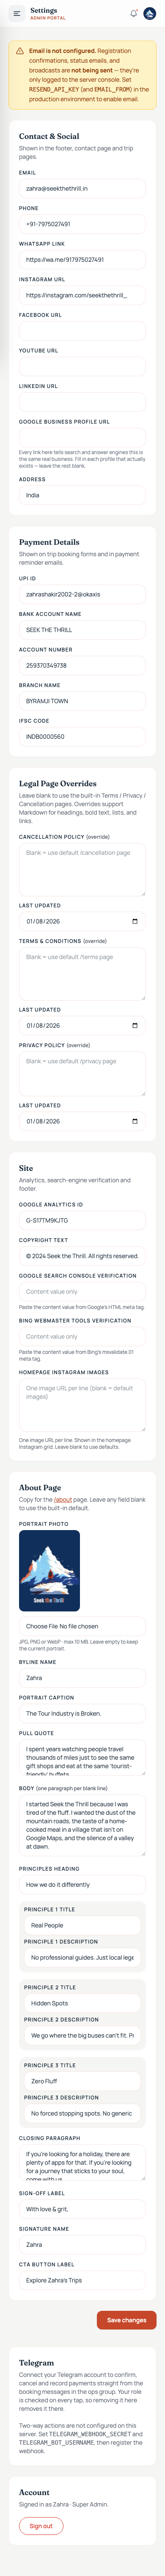 Settings
ADMIN PORTAL
Email is not configured. Registration
confirmations, status emails, and
broadcasts are not being sent — they're
only logged to the server console. Set
RESEND_API_KEY (and EMAIL_FROM) in the
production environment to enable email.
Contact & Social
Shown in the footer, contact page and trip
pages.
EMAIL
zahra@seekthethrill.in
PHONE
+91-7975027491
WHATSAPP LINK
https://wa.me/917975027491
INSTAGRAM URL
https://instagram.com/seekthethrill_
FACEBOOK URL
YOUTUBE URL
LINKEDIN URL
GOOGLE BUSINESS PROFILE URL
Every link here tells search and answer engines this is
the same real business. Fill in each profile that actually
exists — leave the rest blank.
ADDRESS
India
Payment Details
Shown on trip booking forms and in payment
reminder emails.
UPI ID
zahrashakir2002-2@okaxis
BANK ACCOUNT NAME
SEEK THE THRILL
ACCOUNT NUMBER
259370349738
BRANCH NAME
BYRAMJI TOWN
IFSC CODE
INDB0000560
Legal Page Overrides
Leave blank to use the built-in Terms / Privacy /
Cancellation pages. Overrides support
Markdown for headings, bold text, lists, and
links.
CANCELLATION POLICY (override)
Blank = use default /cancellation page
LAST UPDATED
01/08/2026
TERMS & CONDITIONS (override)
Blank = use default /terms page
LAST UPDATED
01/08/2026
PRIVACY POLICY (override)
Blank = use default /privacy page
LAST UPDATED
01/08/2026
Site
Analytics, search-engine verification and
footer.
GOOGLE ANALYTICS ID
G-S17TM9KJTG
COPYRIGHT TEXT
© 2024 Seek the Thrill. All rights reserved.
GOOGLE SEARCH CONSOLE VERIFICATION
Content value only
Paste the content value from Google's HTML meta tag.
BING WEBMASTER TOOLS VERIFICATION
Content value only
Paste the content value from Bing's msvalidate.01
meta tag.
HOMEPAGE INSTAGRAM IMAGES
One image URL per line (blank = default
images)
One image URL per line. Shown in the homepage
Instagram grid. Leave blank to use defaults.
About Page
Copy for the /about page. Leave any field blank
to use the built-in default.
PORTRAIT PHOTO
Seek the Thrill
Choose File No file chosen
JPG, PNG or WebP · max 10 MB. Leave empty to keep
the current portrait.
BYLINE NAME
Zahra
PORTRAIT CAPTION
The Tour Industry is Broken.
PULL QUOTE
I spent years watching people travel
thousands of miles just to see the same
gift shops and eat at the same 'tourist-
friendly' buffets.
BODY (one paragraph per blank line)
I started Seek the Thrill because I was
tired of the fluff. I wanted the dust of the
mountain roads, the taste of a home-
cooked meal in a village that isn't on
Google Maps, and the silence of a valley
at dawn.
PRINCIPLES HEADING
How we do it differently
PRINCIPLE 1 TITLE
Real People
PRINCIPLE 1 DESCRIPTION
No professional guides. Just local lege
PRINCIPLE 2 TITLE
Hidden Spots
PRINCIPLE 2 DESCRIPTION
We go where the big buses can't fit. Pr
PRINCIPLE 3 TITLE
Zero Fluff
PRINCIPLE 3 DESCRIPTION
No forced stopping spots. No generic
CLOSING PARAGRAPH
If you're looking for a holiday, there are
plenty of apps for that. If you're looking
for a journey that sticks to your soul,
come with us.
SIGN-OFF LABEL
With love & grit,
SIGNATURE NAME
Zahra
CTA BUTTON LABEL
Explore Zahra's Trips
Save changes
Telegram
Connect your Telegram account to confirm,
cancel and record payments straight from the
booking messages in the ops group. Your role
is checked on every tap, so removing it here
removes it there.
Two-way actions are not configured on this
server. Set TELEGRAM_WEBHOOK_SECRET and
TELEGRAM_BOT_USERNAME, then register the
webhook.
Account
Signed in as Zahra · Super Admin.
Sign out